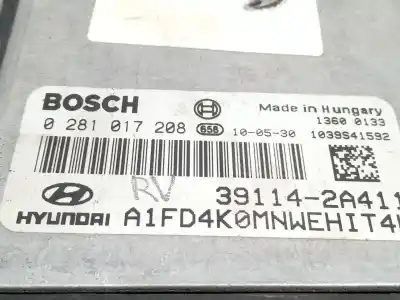 BOSCH
Made in Hungary
1360 0133
0 281 017 208 656 10-05-30 1039S41592
RV
39114-2A411
HYUNDAI A1FD4K0MNWEHIT4